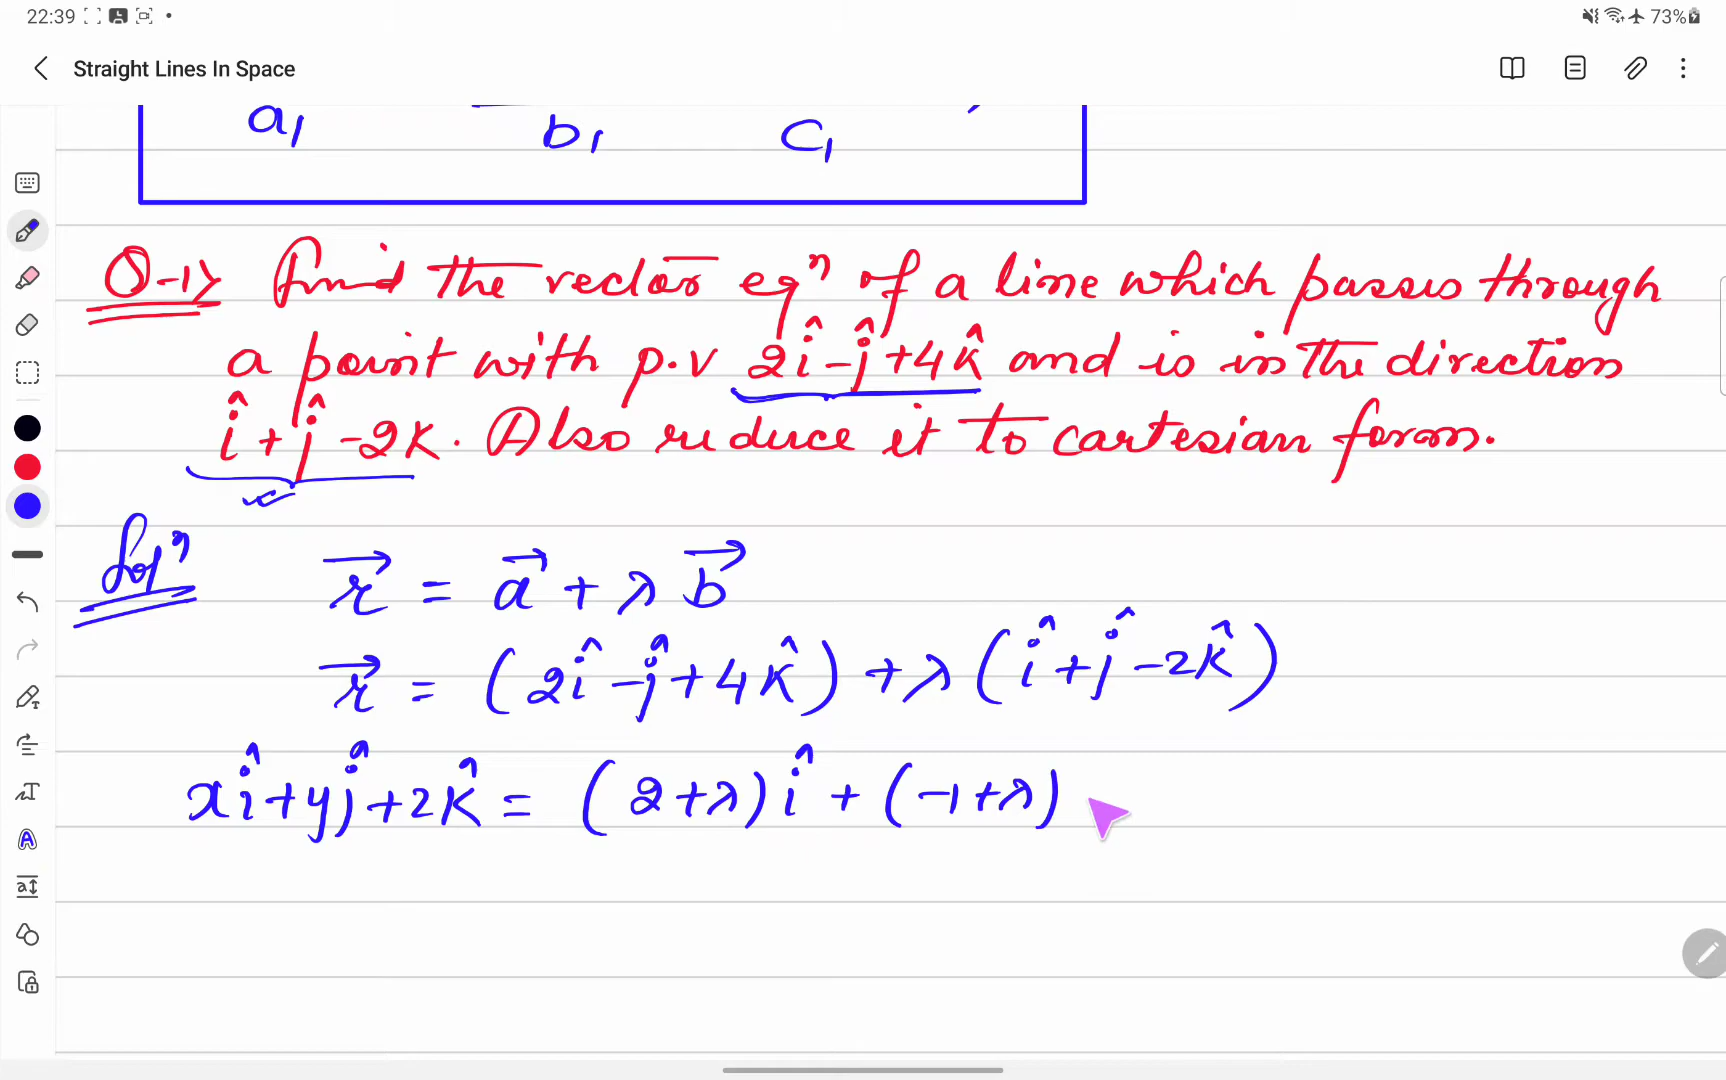 22:39
73%
Straight Lines In Space
a₁ b₁ c₁
Q-1> Find the vector eqⁿ of a line which passes through
a point with p.v 2î-ĵ+4k̂ and is in the direction
î+ĵ-2k. Also reduce it to cartesian form.
Solⁿ r⃗ = a⃗ + λb⃗
r⃗ = (2î-ĵ+4k̂) + λ(î+ĵ-2k̂)
xî+yĵ+zk̂ = (2+λ)î + (-1+λ)